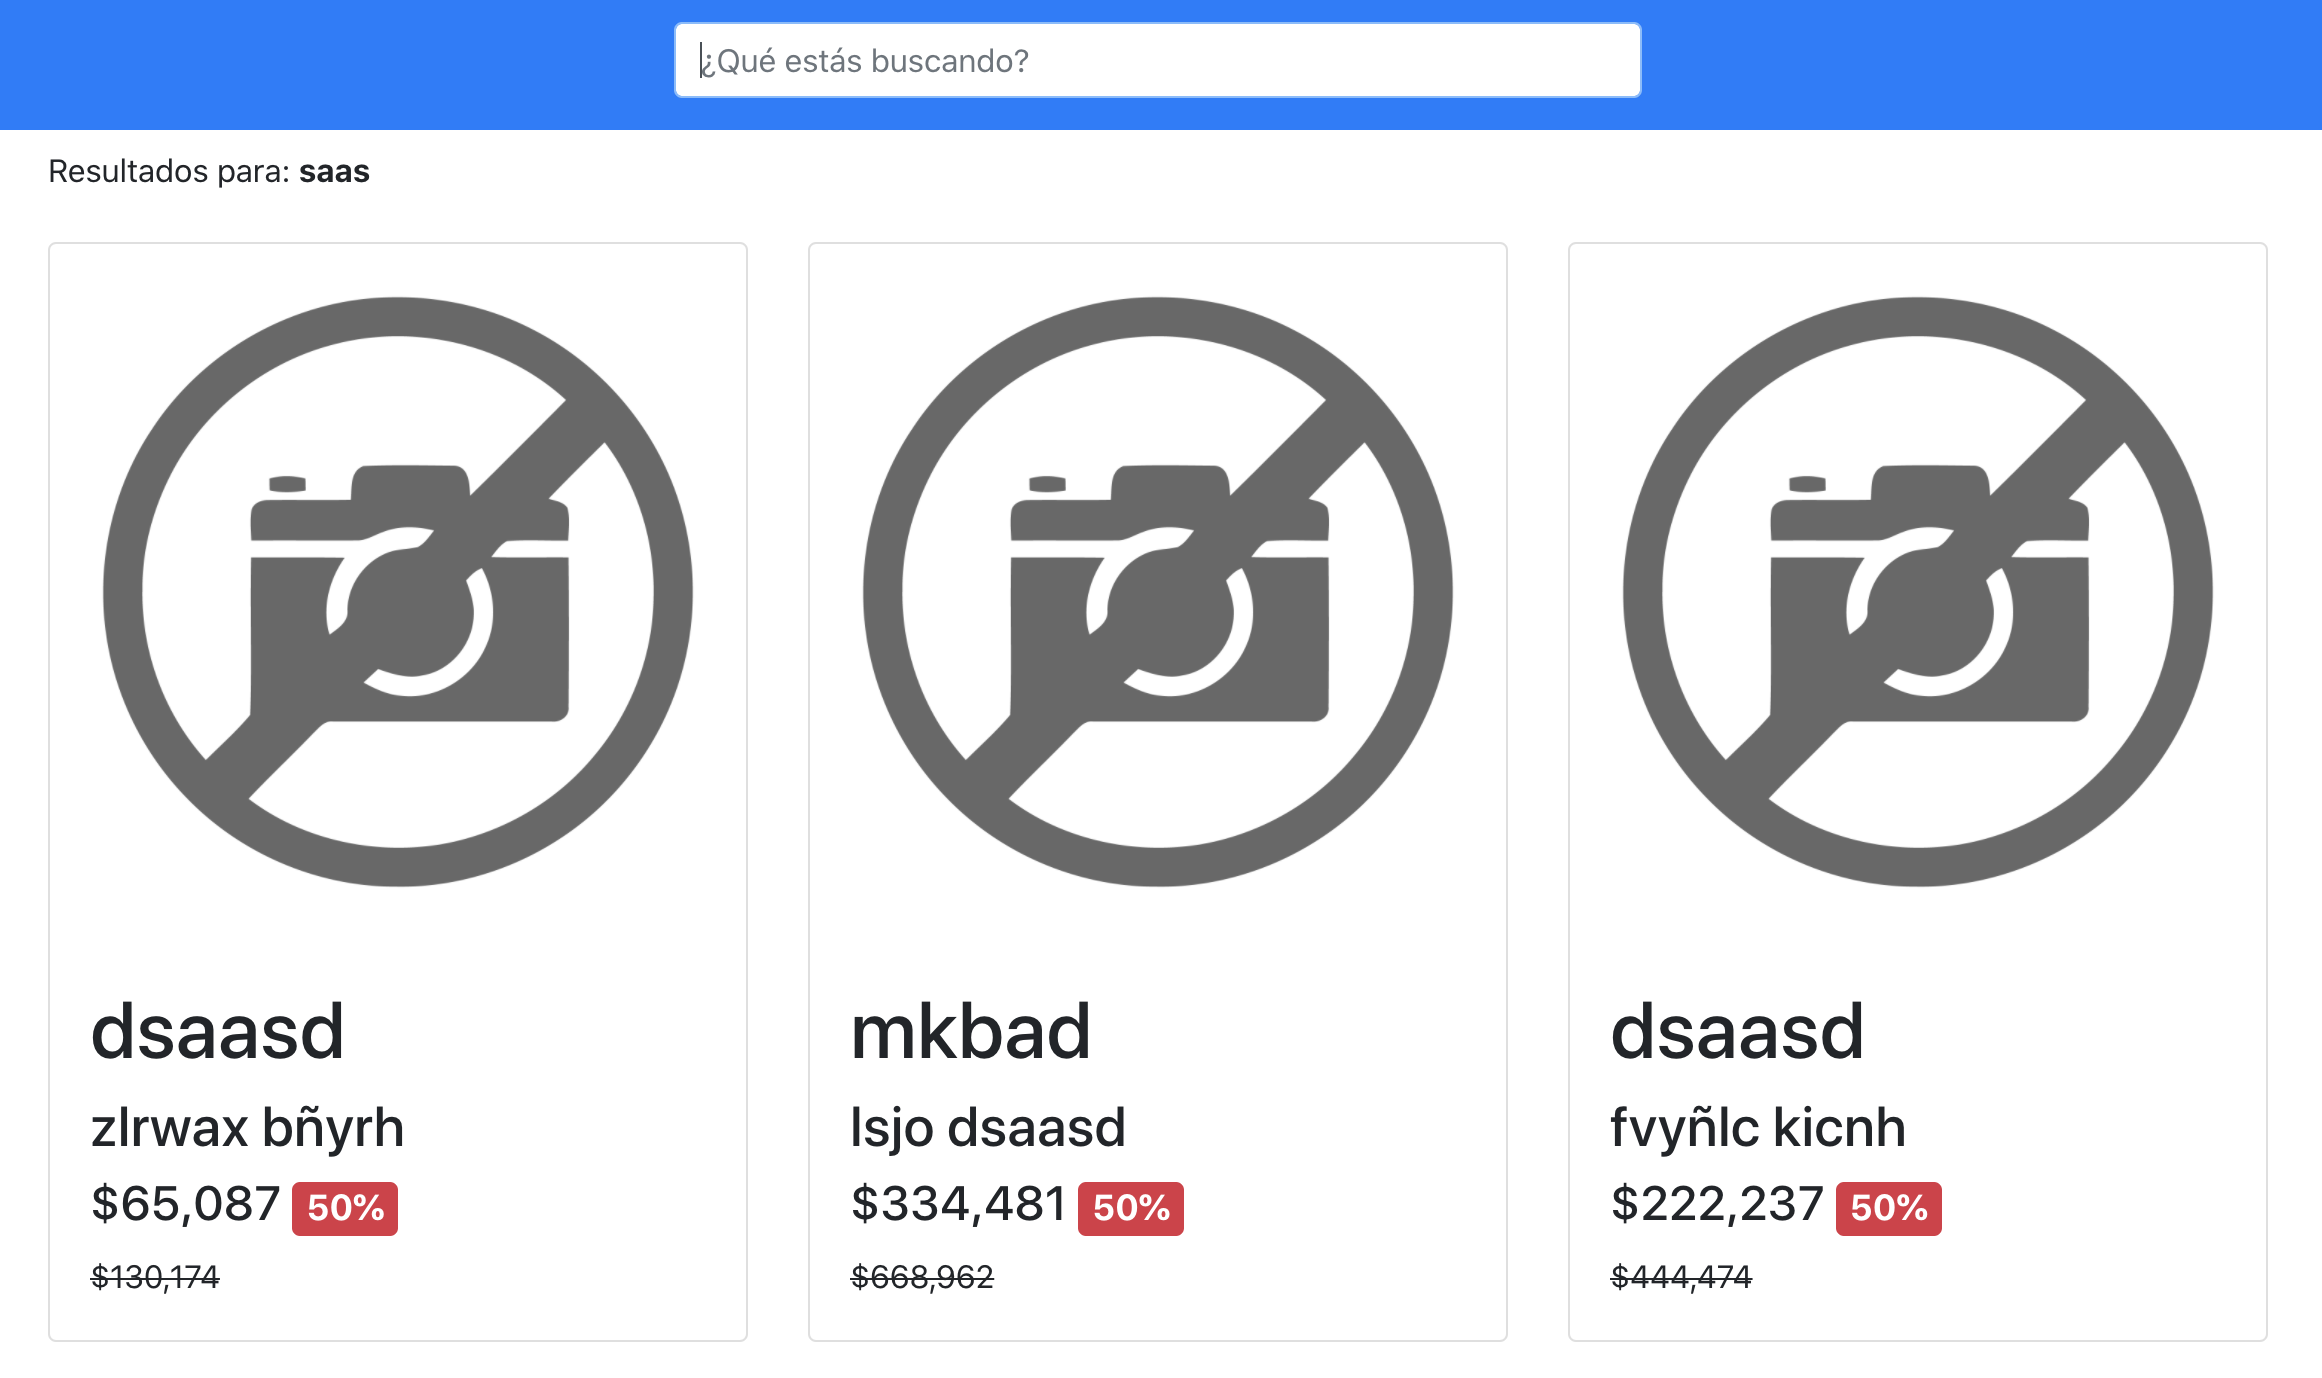 ¿Qué estás buscando?
Resultados para: saas
dsaasd
zlrwax bñyrh
$65,087 50%
$130,174
mkbad
lsjo dsaasd
$334,481 50%
$668,962
dsaasd
fvyñlc kicnh
$222,237 50%
$444,474